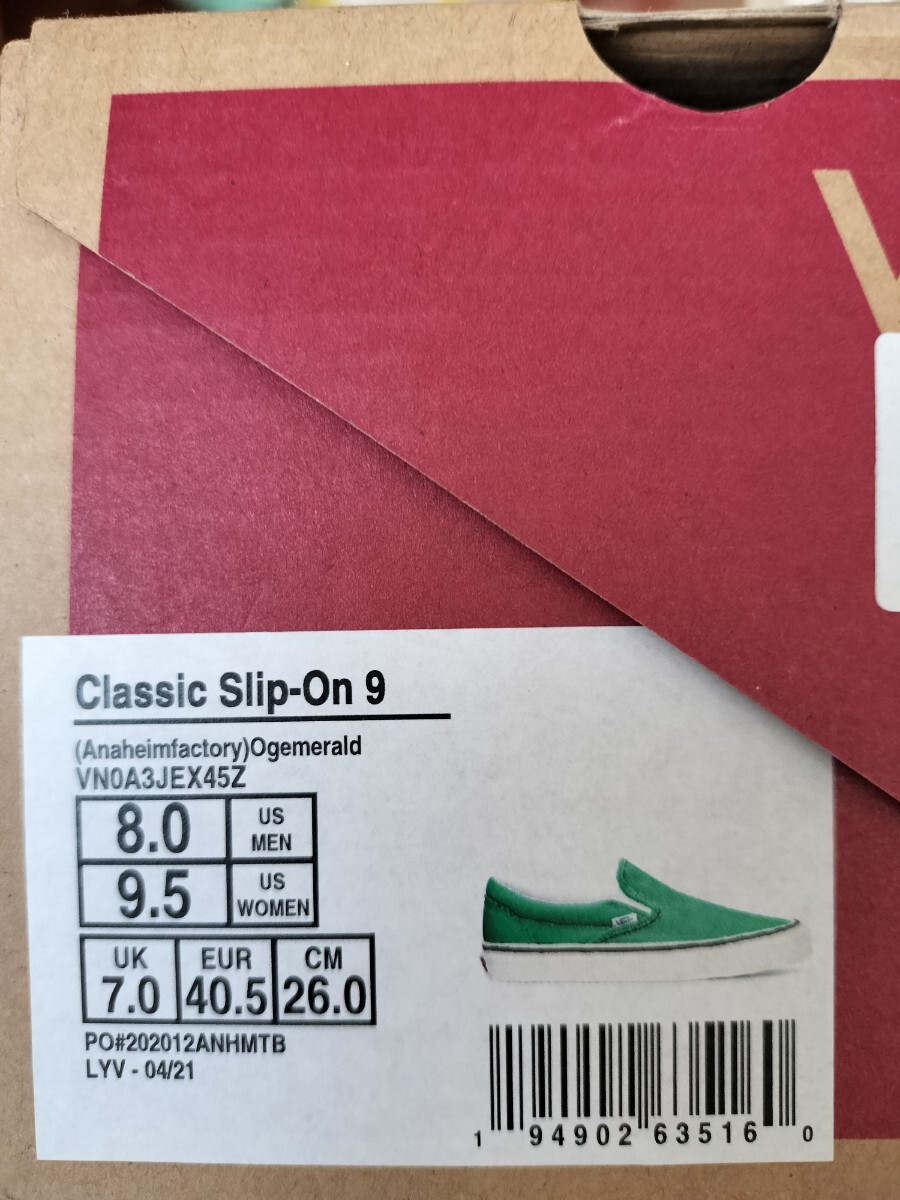 V
Classic Slip-On 9
(Anaheimfactory)Ogemerald
VN0A3JEX45Z
8.0 US MEN
9.5 US WOMEN
UK EUR CM
7.0 40.5 26.0
PO#202012ANHMTB
LYV - 04/21
1 94902 63516 0